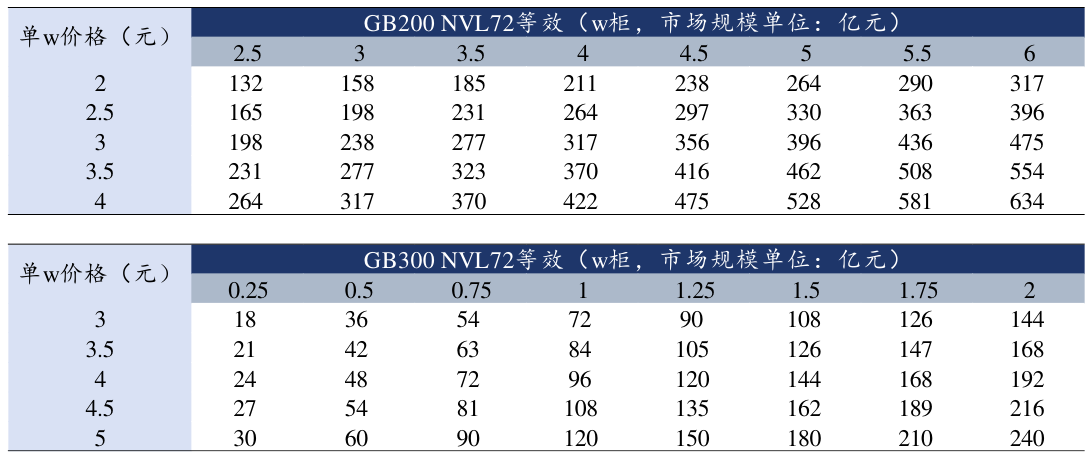 单w价格（元） GB200 NVL72等效（w柜，市场规模单位：亿元）
2.5 3 3.5 4 4.5 5 5.5 6
2 132 158 185 211 238 264 290 317
2.5 165 198 231 264 297 330 363 396
3 198 238 277 317 356 396 436 475
3.5 231 277 323 370 416 462 508 554
4 264 317 370 422 475 528 581 634
单w价格（元） GB300 NVL72等效（w柜，市场规模单位：亿元）
0.25 0.5 0.75 1 1.25 1.5 1.75 2
3 18 36 54 72 90 108 126 144
3.5 21 42 63 84 105 126 147 168
4 24 48 72 96 120 144 168 192
4.5 27 54 81 108 135 162 189 216
5 30 60 90 120 150 180 210 240